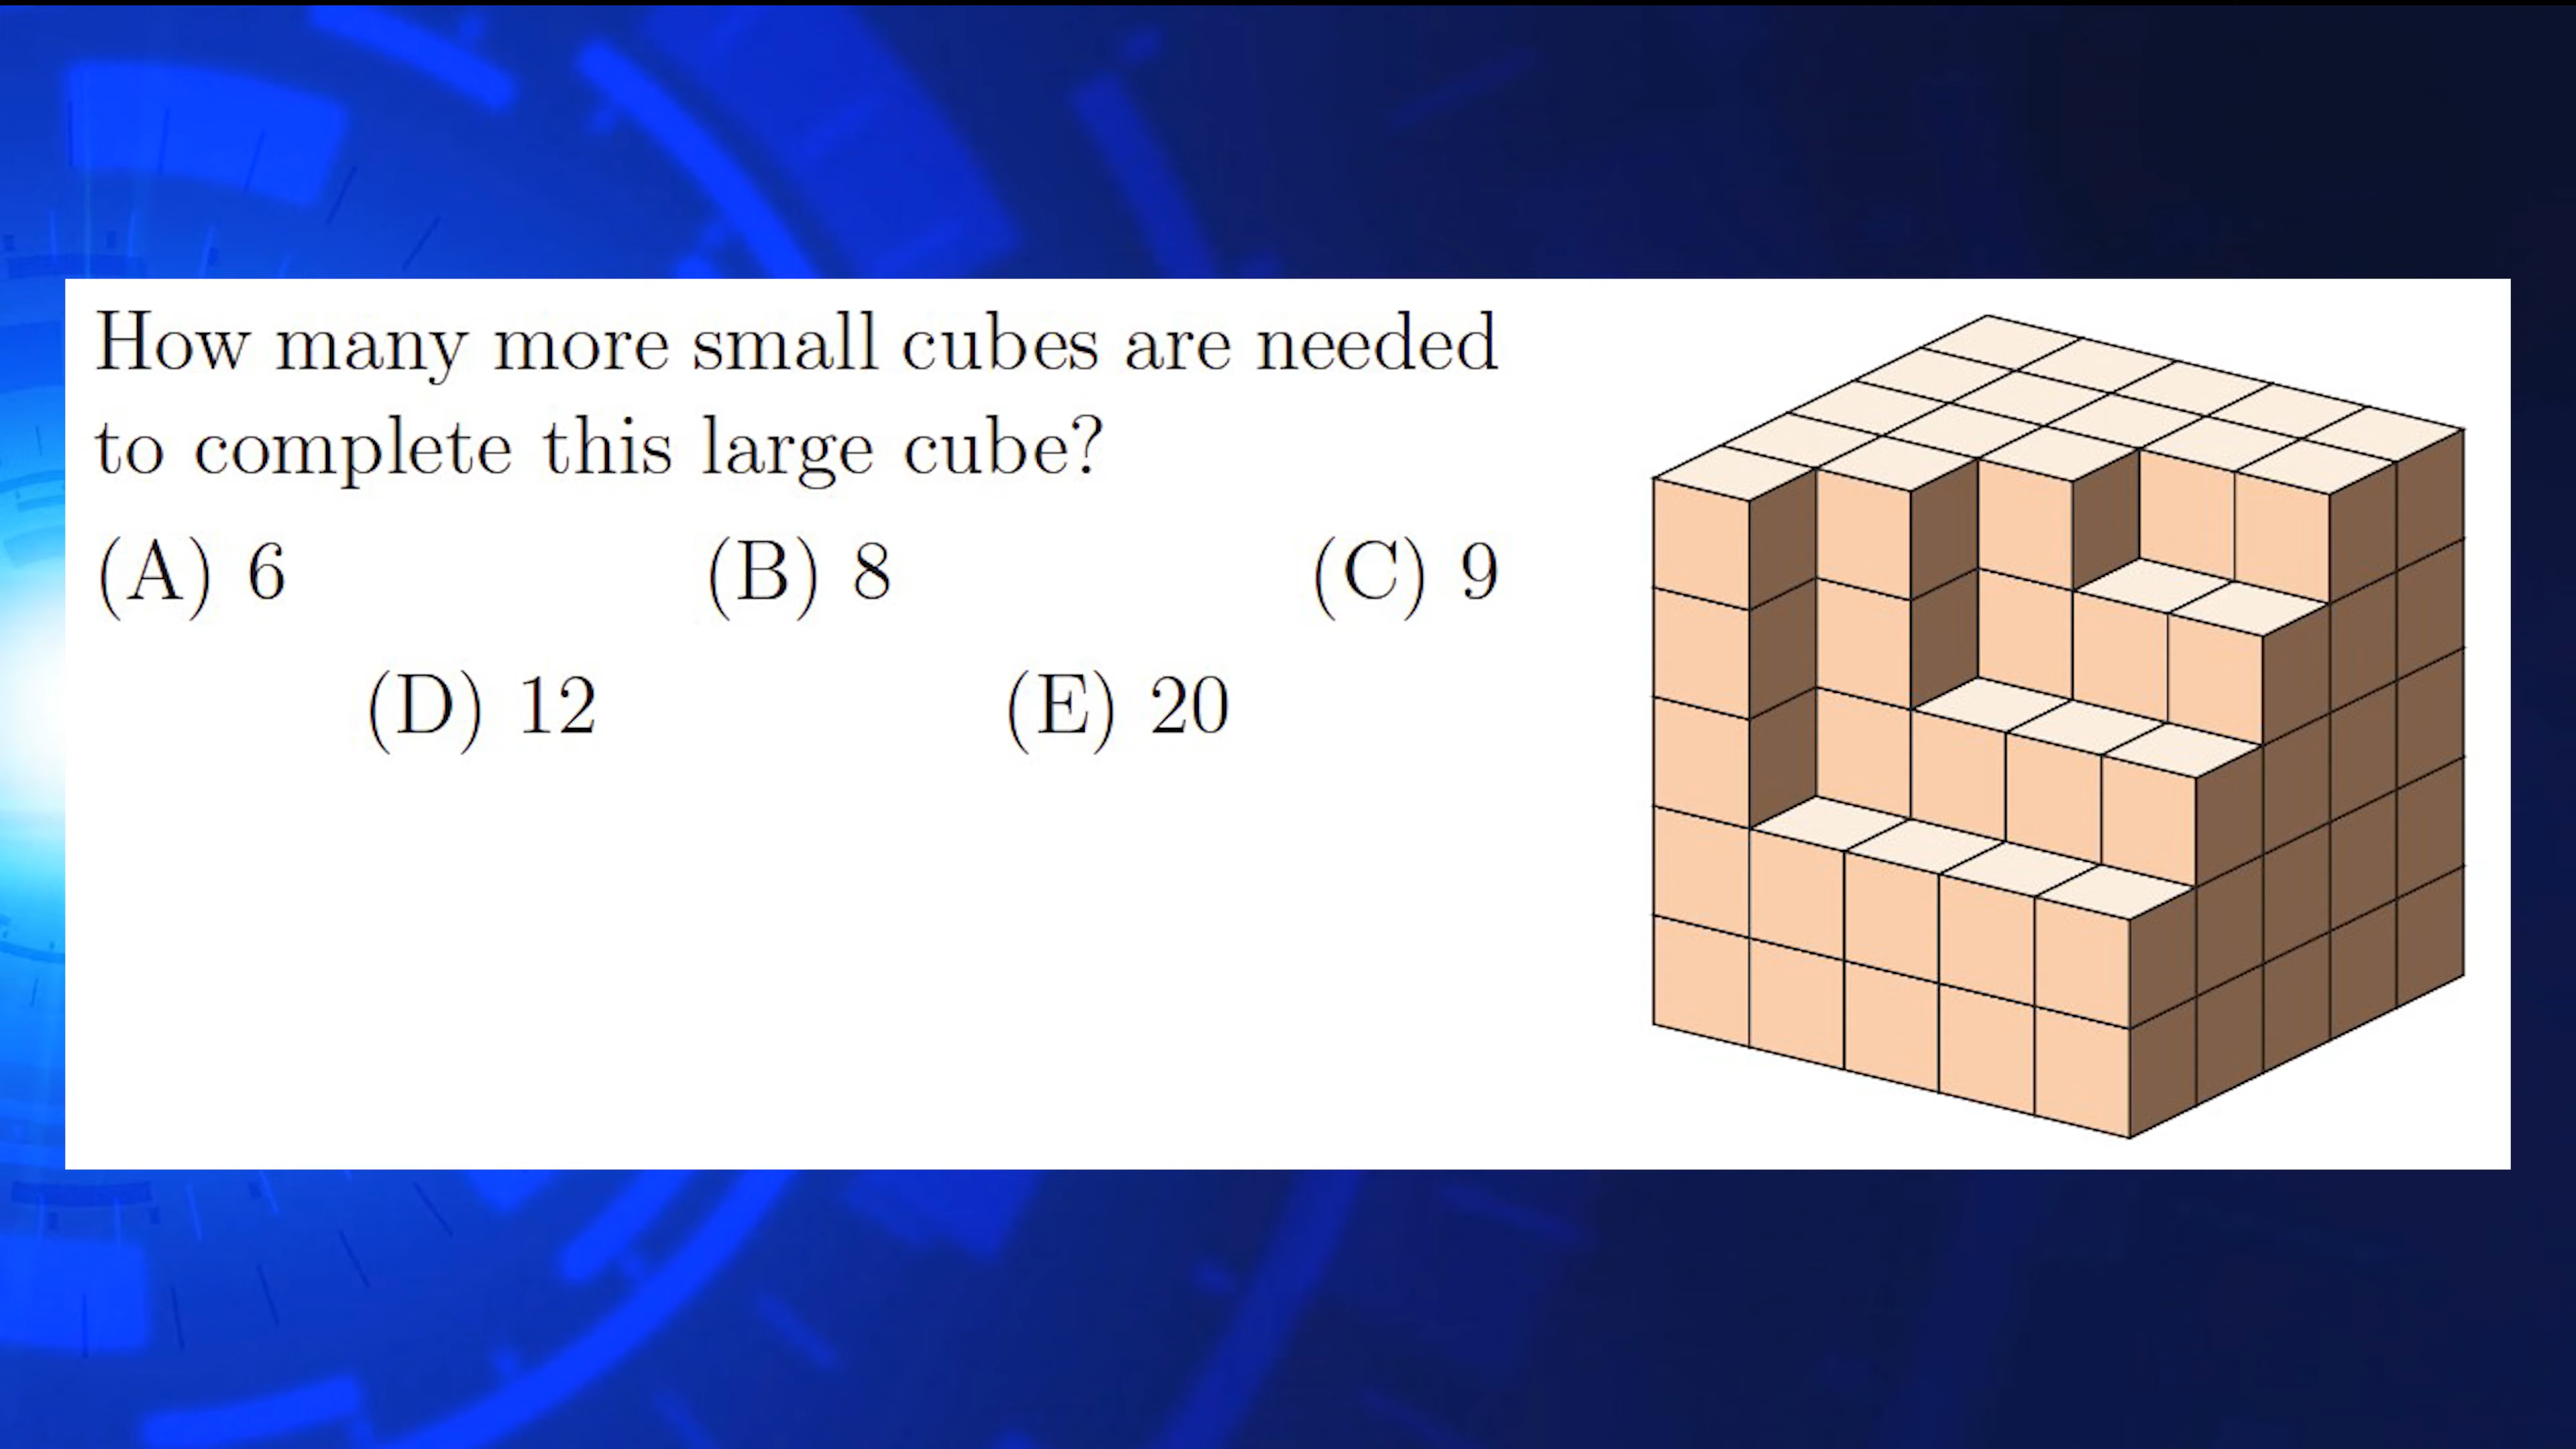 How many more small cubes are needed
to complete this large cube?
(A) 6 (B) 8 (C) 9
(D) 12 (E) 20